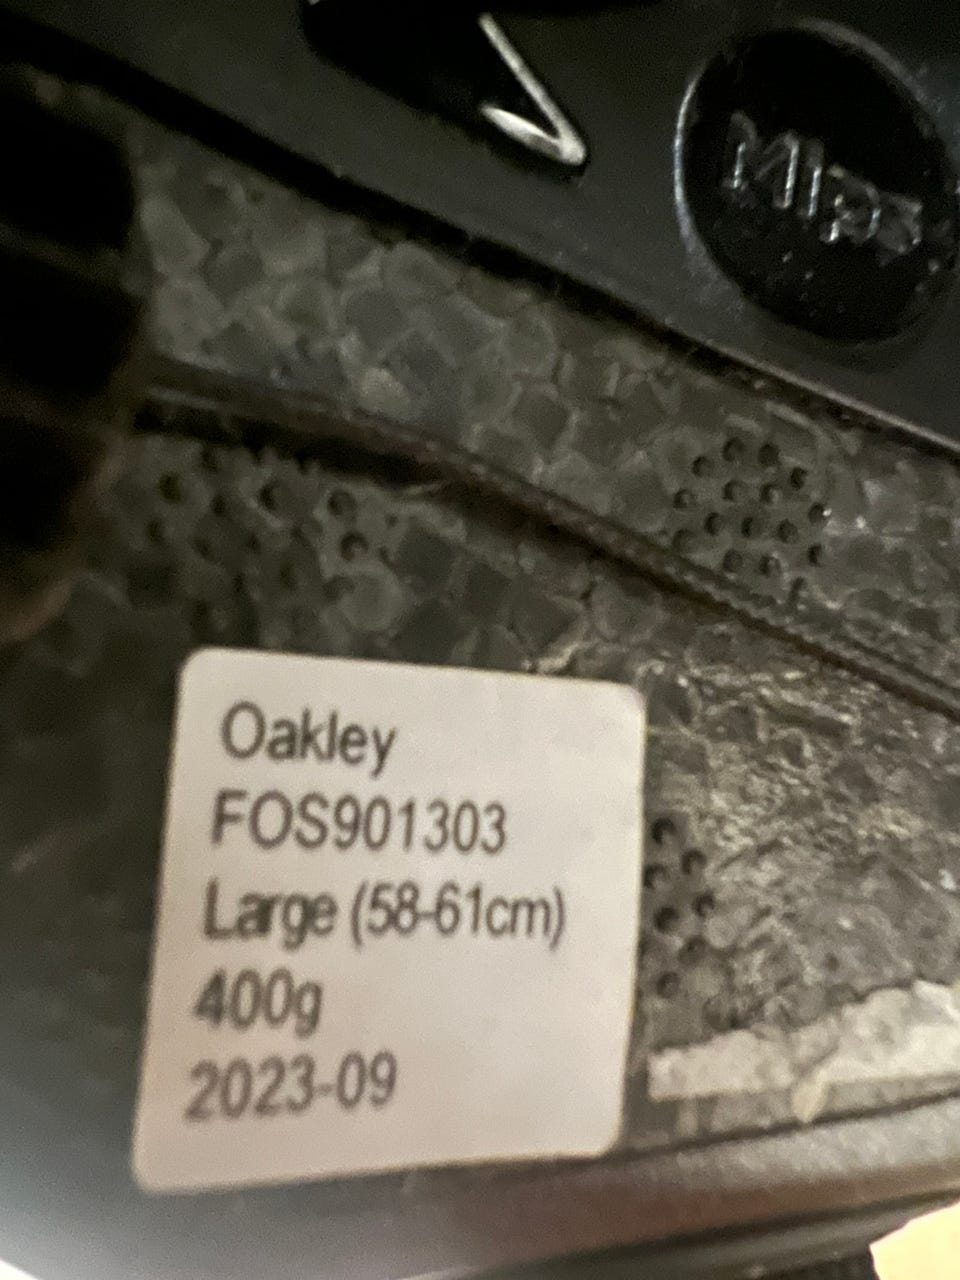 Mips
Oakley
FOS901303
Large (58-61cm)
400g
2023-09